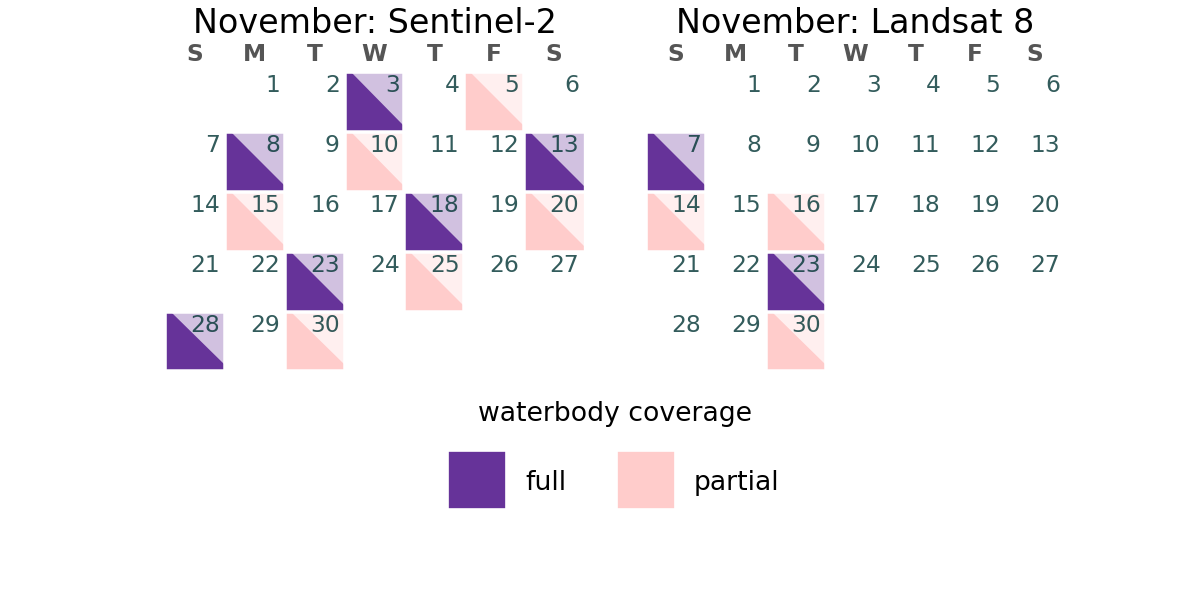 November: Sentinel-2
S M T W T F S
1 2 3 4 5 6
7 8 9 10 11 12 13
14 15 16 17 18 19 20
21 22 23 24 25 26 27
28 29 30
November: Landsat 8
S M T W T F S
1 2 3 4 5 6
7 8 9 10 11 12 13
14 15 16 17 18 19 20
21 22 23 24 25 26 27
28 29 30
waterbody coverage
full partial